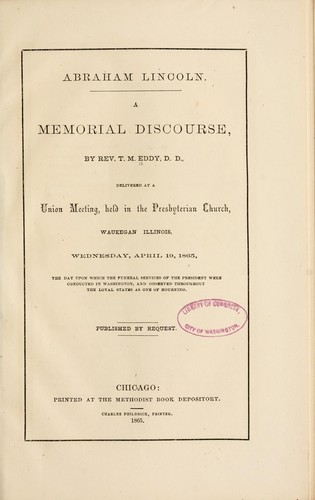 ABRAHAM LINCOLN.
A
MEMORIAL DISCOURSE,
BY REV. T. M. EDDY, D. D.,
DELIVERED AT A
Union Meeting, held in the Presbyterian Church,
WAUKEGAN ILLINOIS,
WEDNESDAY, APRIL 19, 1865,
THE DAY UPON WHICH THE FUNERAL SERVICES OF THE PRESIDENT WERE
CONDUCTED IN WASHINGTON, AND OBSERVED THROUGHOUT
THE LOYAL STATES AS ONE OF MOURNING.
PUBLISHED BY REQUEST.
LIBRARY OF CONGRESS
CITY OF WASHINGTON
CHICAGO:
PRINTED AT THE METHODIST BOOK DEPOSITORY.
CHARLES PHILBRICK, PRINTER.
1865.